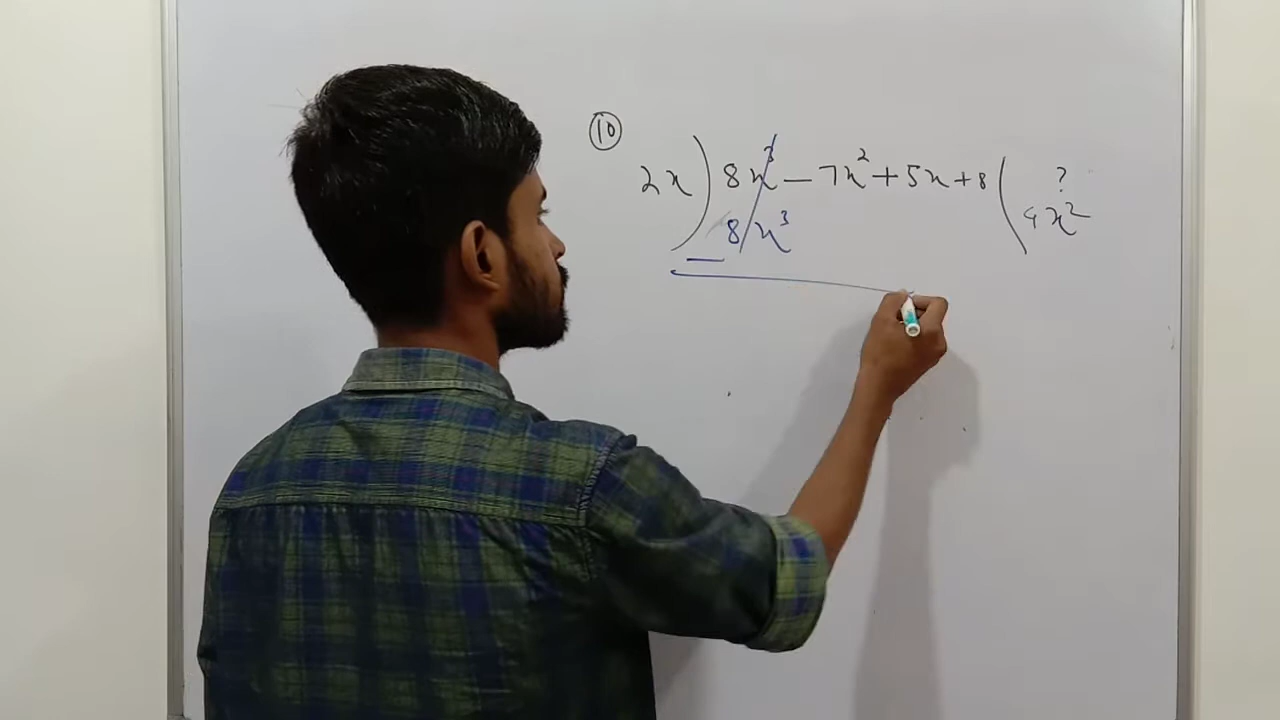 ⑩
2x ) 8x³ - 7x² + 5x + 8 ( ?
8x³ 4x²
—